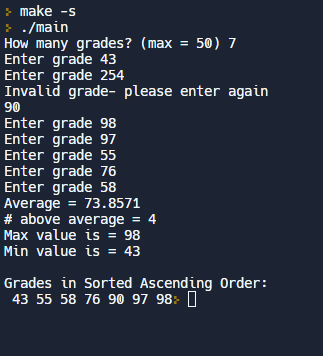 make -s
./main
How many grades? (max = 50) 7
Enter grade 43
Enter grade 254
Invalid grade- please enter again
90
Enter grade 98
Enter grade 97
Enter grade 55
Enter grade 76
Enter grade 58
Average = 73.8571
# above average = 4
Max value is = 98
Min value is = 43
Grades in Sorted Ascending Order:
43 55 58 76 90 97 98